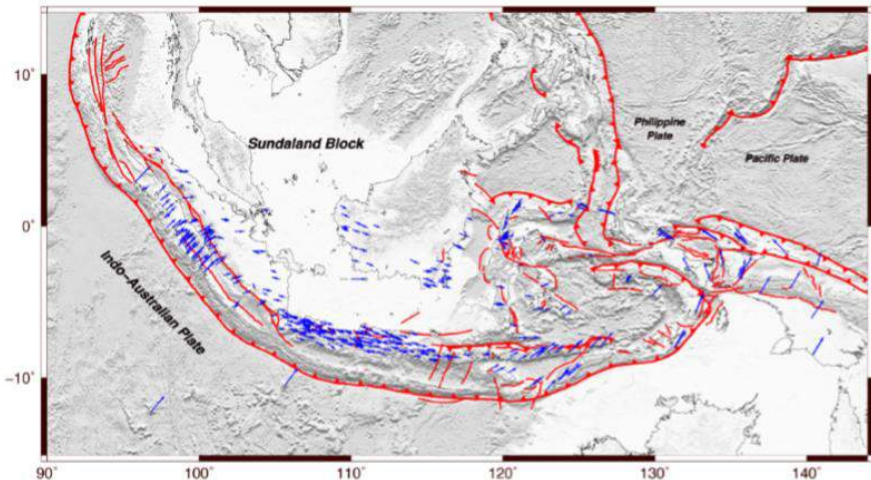 10°
Sundaland Block
Philippine
Plate
Pacific Plate
0°
Indo-Australian Plate
-10°
90°
100°
110°
120°
130°
140°